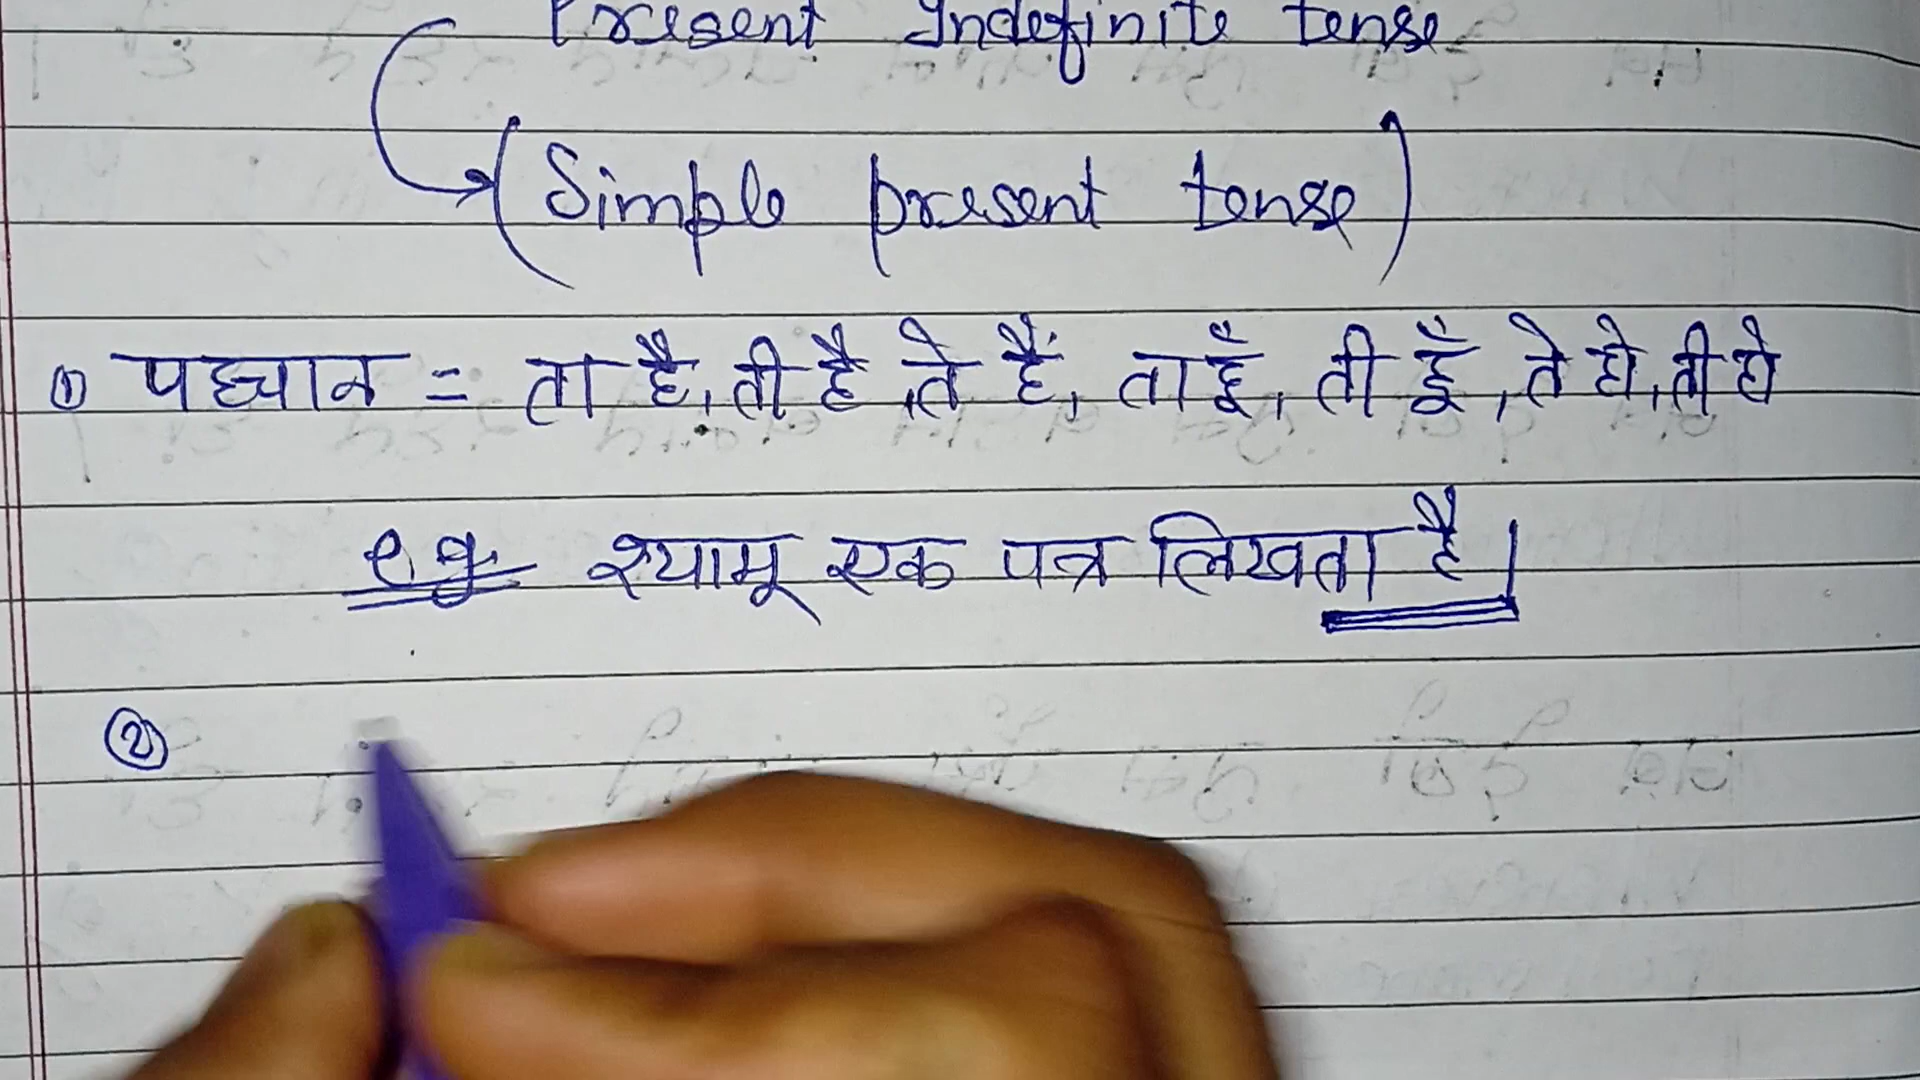 Present Indefinite tense
(Simple present tense)
① पहचान = ता है, ती है, ते हैं, ता हूँ, ती हूँ, ते हो, ती हो
e.g. श्यामू एक पत्र लिखता है।
②